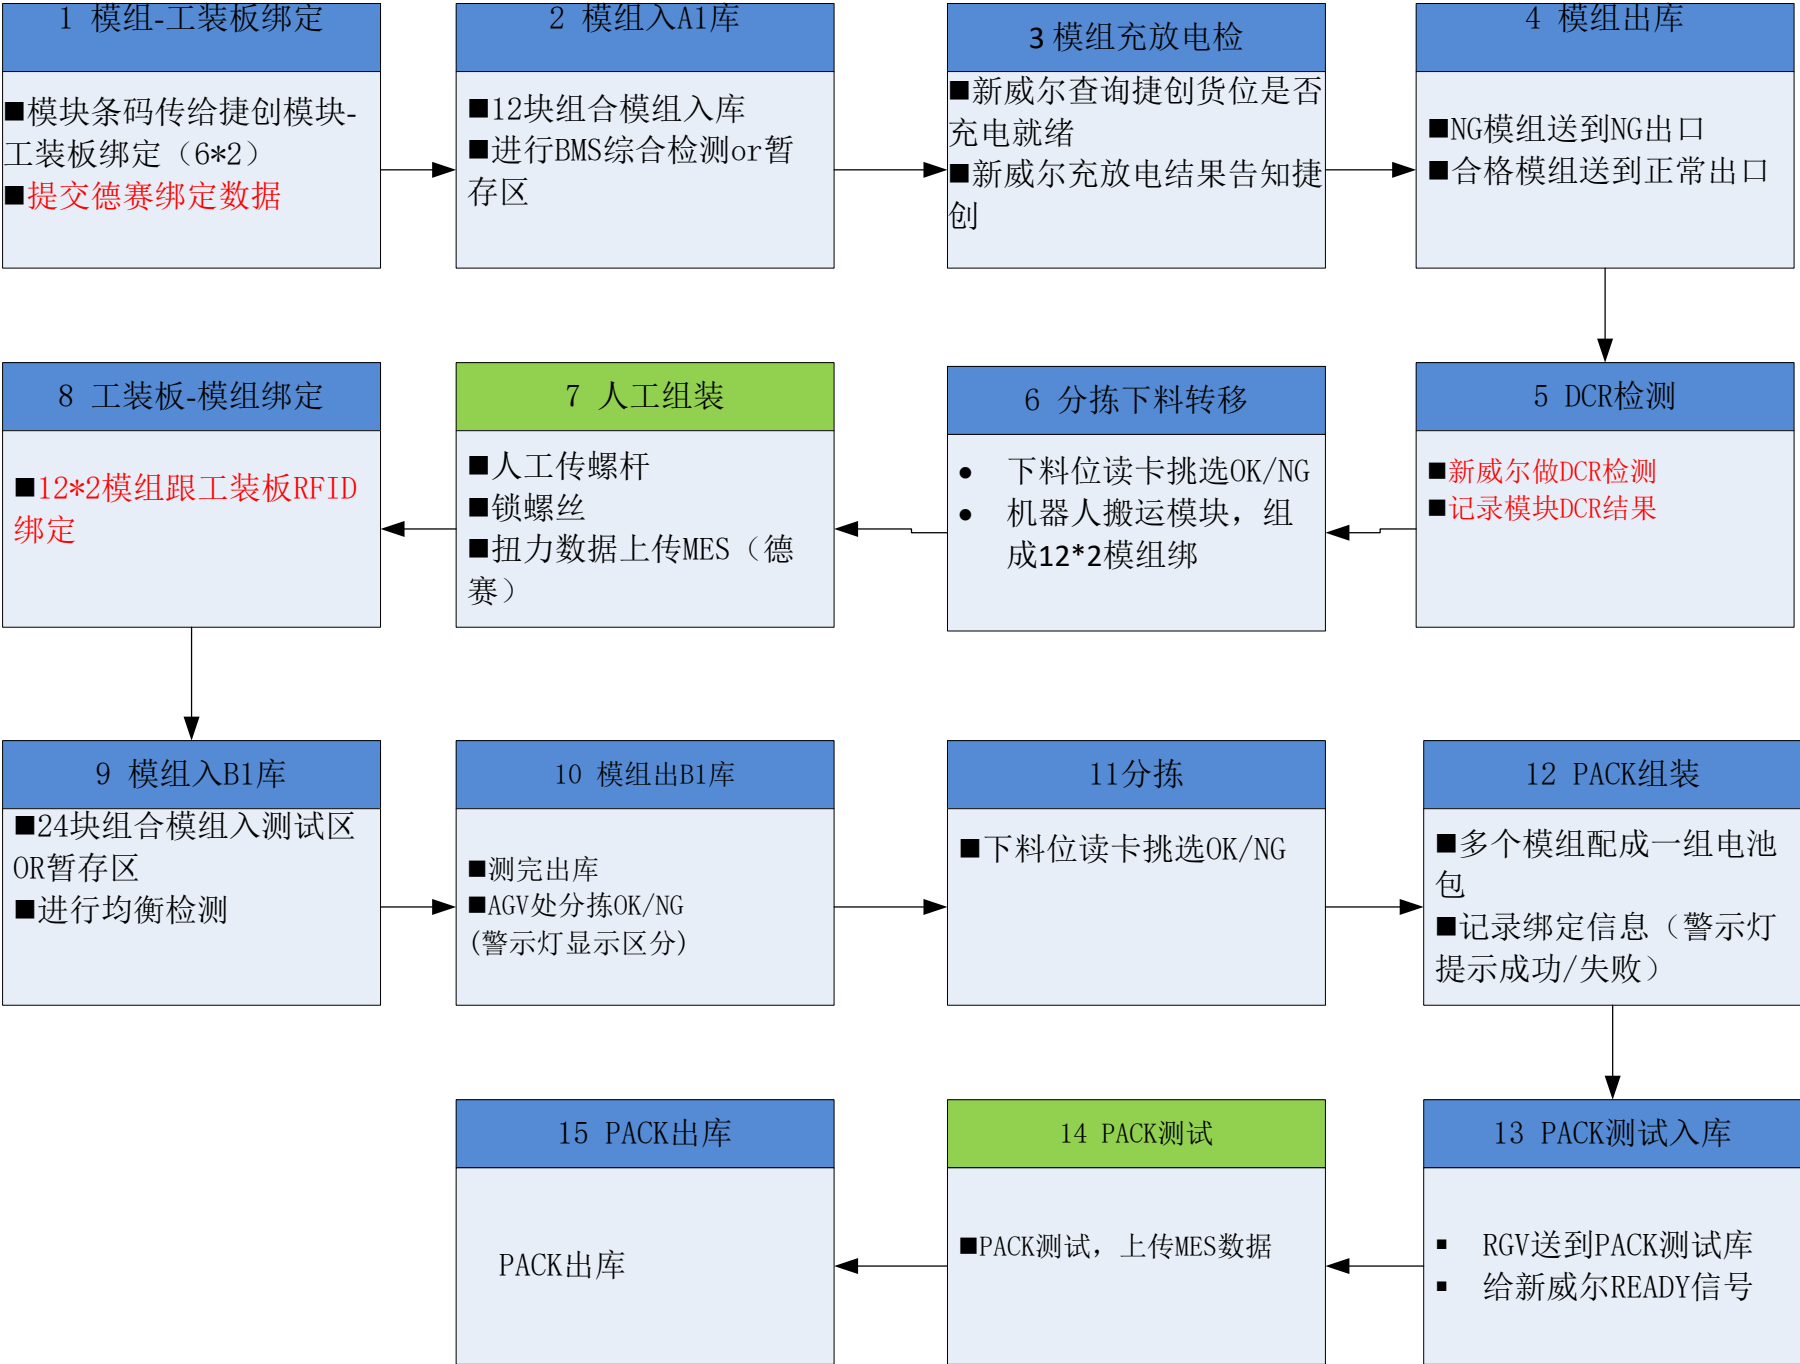 1 模组-工装板绑定
■模块条码传给捷创模块-
工装板绑定（6*2）
■提交德赛绑定数据
2 模组入A1库
■12块组合模组入库
■进行BMS综合检测or暂
存区
3 模组充放电检
■新威尔查询捷创货位是否
充电就绪
■新威尔充放电结果告知捷
创
4 模组出库
■NG模组送到NG出口
■合格模组送到正常出口
8 工装板-模组绑定
■12*2模组跟工装板RFID
绑定
7 人工组装
■人工传螺杆
■锁螺丝
■扭力数据上传MES（德
赛）
6 分拣下料转移
• 下料位读卡挑选OK/NG
• 机器人搬运模块，组
成12*2模组绑
5 DCR检测
■新威尔做DCR检测
■记录模块DCR结果
9 模组入B1库
■24块组合模组入测试区
OR暂存区
■进行均衡检测
10 模组出B1库
■测完出库
■AGV处分拣OK/NG
(警示灯显示区分)
11分拣
■下料位读卡挑选OK/NG
12 PACK组装
■多个模组配成一组电池
包
■记录绑定信息（警示灯
提示成功/失败）
15 PACK出库
PACK出库
14 PACK测试
■PACK测试，上传MES数据
13 PACK测试入库
▪ RGV送到PACK测试库
▪ 给新威尔READY信号